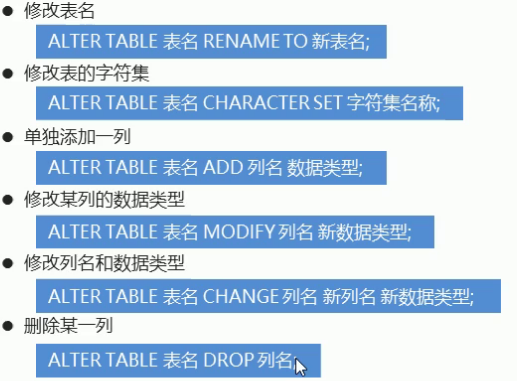 修改表名
ALTER TABLE 表名 RENAME TO 新表名;
修改表的字符集
ALTER TABLE 表名 CHARACTER SET 字符集名称;
单独添加一列
ALTER TABLE 表名 ADD 列名 数据类型;
修改某列的数据类型
ALTER TABLE 表名 MODIFY 列名 新数据类型;
修改列名和数据类型
ALTER TABLE 表名 CHANGE 列名 新列名 新数据类型;
删除某一列
ALTER TABLE 表名 DROP 列名;